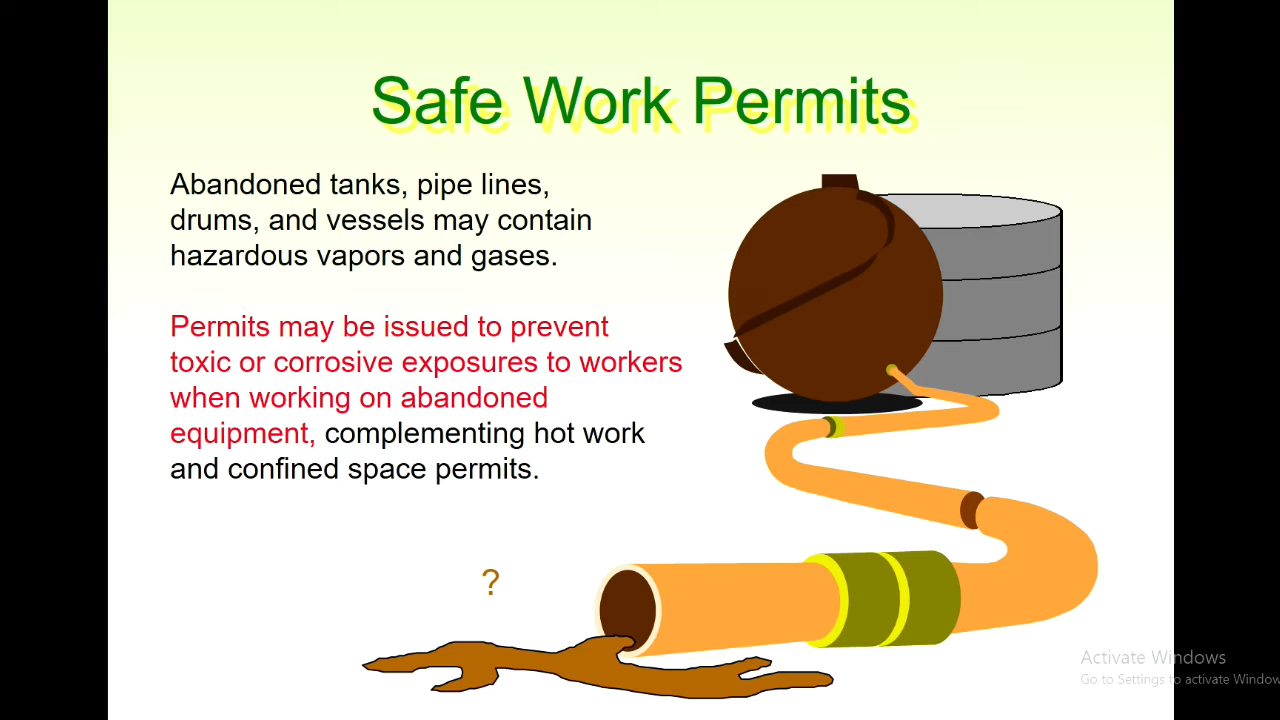 Safe Work Permits
Abandoned tanks, pipe lines,
drums, and vessels may contain
hazardous vapors and gases.
Permits may be issued to prevent
toxic or corrosive exposures to workers
when working on abandoned
equipment, complementing hot work
and confined space permits.
?
Activate Windows
Go to Settings to activate Window